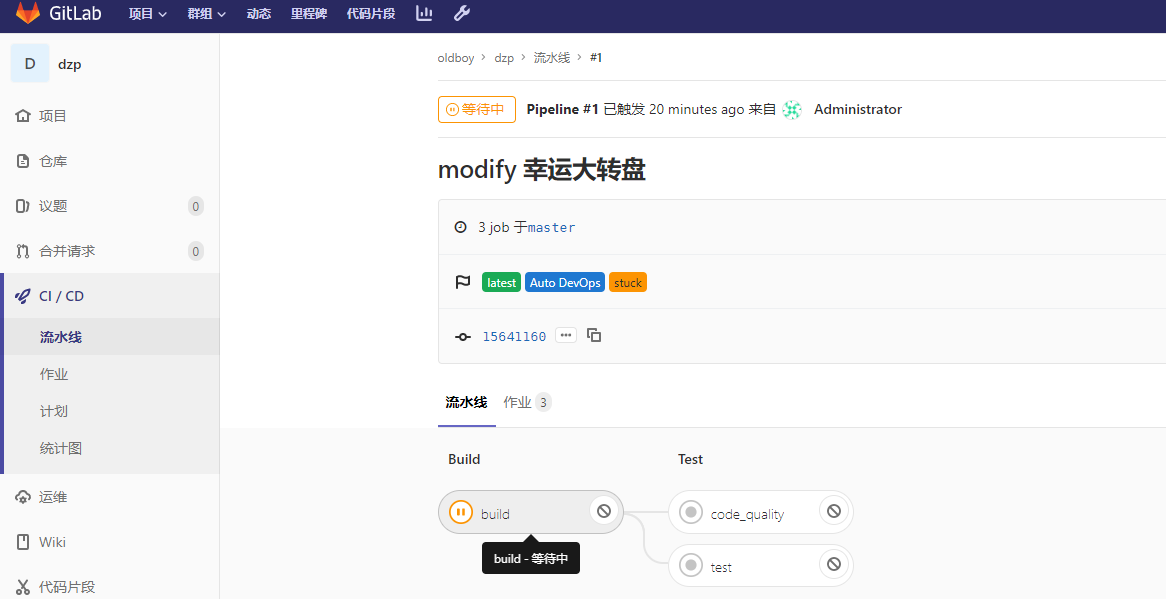 GitLab 项目 群组 动态 里程碑 代码片段
D dzp
项目
仓库
议题 0
合并请求 0
CI / CD
流水线
作业
计划
统计图
运维
Wiki
代码片段
oldboy › dzp › 流水线 › #1
等待中 Pipeline #1 已触发 20 minutes ago 来自 Administrator
modify 幸运大转盘
3 job 于master
latest Auto DevOps stuck
15641160 ···
流水线 作业 3
Build Test
build code_quality
build - 等待中
test